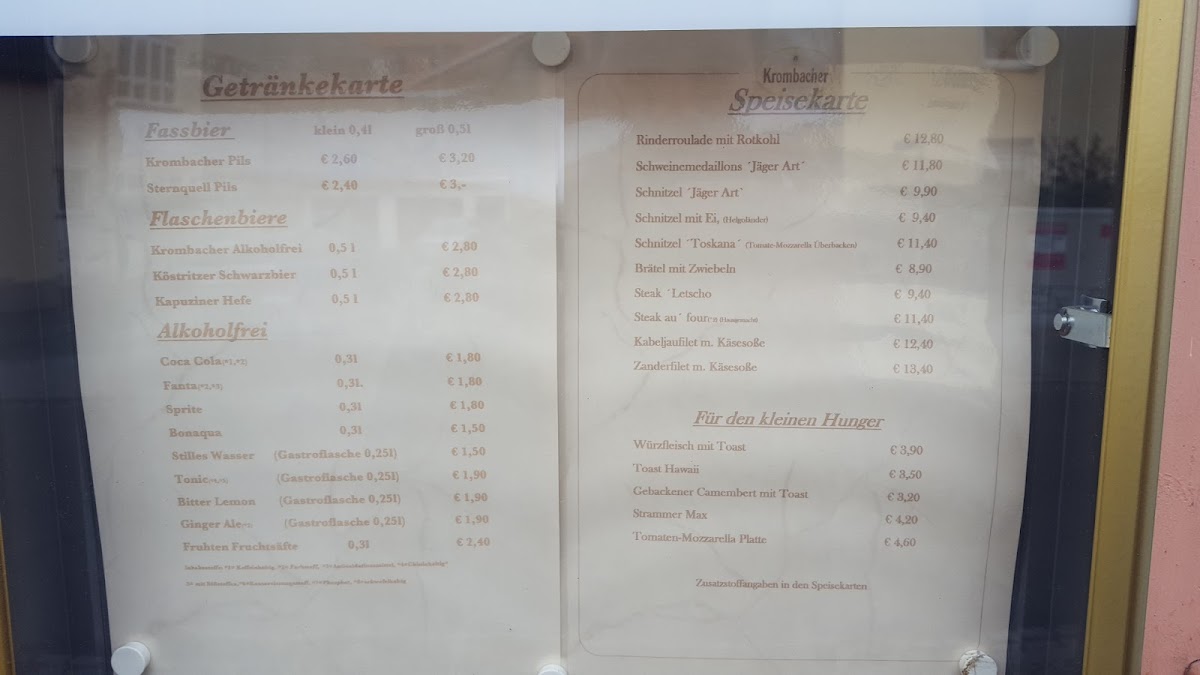 Getränkekarte
Fassbier klein 0,4l groß 0,5l
Krombacher Pils € 2,60 € 3,20
Sternquell Pils € 2,40 € 3,-
Flaschenbiere
Krombacher Alkoholfrei 0,5 l € 2,80
Köstritzer Schwarzbier 0,5 l € 2,80
Kapuziner Hefe 0,5 l € 2,80
Alkoholfrei
Coca Cola(*1,*2) 0,3l € 1,80
Fanta(*2,*3) 0,3l. € 1,80
Sprite 0,3l € 1,80
Bonaqua 0,3l € 1,50
Stilles Wasser (Gastroflasche 0,25l) € 1,50
Tonic (Gastroflasche 0,25l) € 1,90
Bitter Lemon (Gastroflasche 0,25l) € 1,90
Ginger Ale (Gastroflasche 0,25l) € 1,90
Fruhten Fruchtsäfte 0,3l € 2,40
Krombacher
Speisekarte
Rinderroulade mit Rotkohl € 12,80
Schweinemedaillons ´Jäger Art´ € 11,80
Schnitzel ´Jäger Art´ € 9,90
Schnitzel mit Ei, (Helgoländer) € 9,40
Schnitzel ´Toskana´ (Tomate-Mozzarella Überbacken) € 11,40
Brätel mit Zwiebeln € 8,90
Steak ´Letscho € 9,40
Steak au´ four (Hausgemacht) € 11,40
Kabeljaufilet m. Käsesoße € 12,40
Zanderfilet m. Käsesoße € 13,40
Für den kleinen Hunger
Würzfleisch mit Toast € 3,90
Toast Hawaii € 3,50
Gebackener Camembert mit Toast € 3,20
Strammer Max € 4,20
Tomaten-Mozzarella Platte € 4,60
Zusatzstoffangaben in den Speisekarten